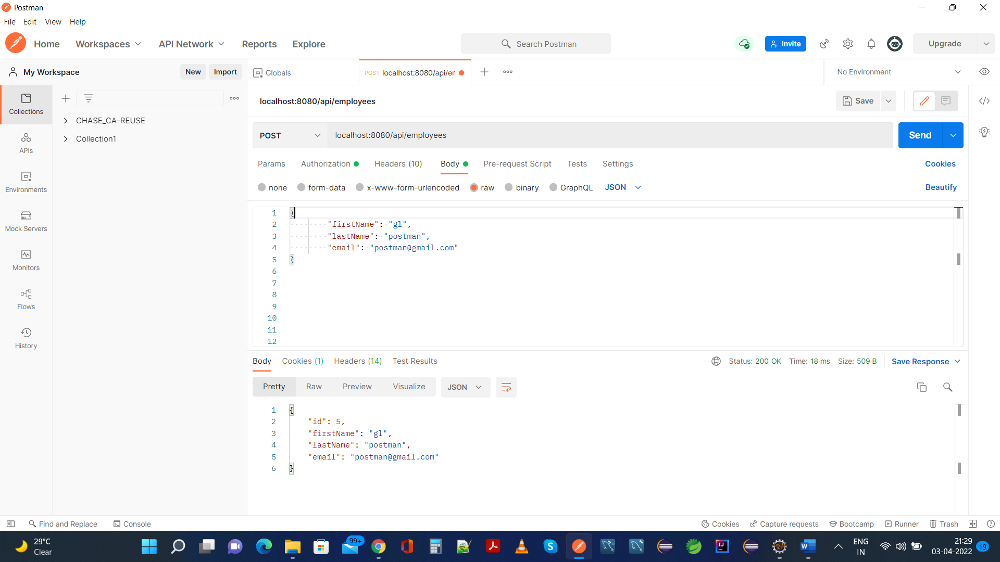 Postman
File Edit View Help
Home Workspaces API Network Reports Explore Search Postman Invite Upgrade
My Workspace New Import Globals POST localhost:8080/api/en No Environment
Collections
APIs
Environments
Mock Servers
Monitors
Flows
History
CHASE_CA-REUSE
Collection1
localhost:8080/api/employees Save
POST localhost:8080/api/employees Send
Params Authorization Headers (10) Body Pre-request Script Tests Settings Cookies
none form-data x-www-form-urlencoded raw binary GraphQL JSON Beautify
1 {
2 "firstName": "gl",
3 "lastName": "postman",
4 "email": "postman@gmail.com"
5 }
6
7
8
9
10
11
12
Body Cookies (1) Headers (14) Test Results Status: 200 OK Time: 18 ms Size: 509 B Save Response
Pretty Raw Preview Visualize JSON
1 {
2 "id": 5,
3 "firstName": "gl",
4 "lastName": "postman",
5 "email": "postman@gmail.com"
6 }
Find and Replace Console Cookies Capture requests Bootcamp Runner Trash
29°C
Clear
99+
ENG
IN
21:29
03-04-2022
19